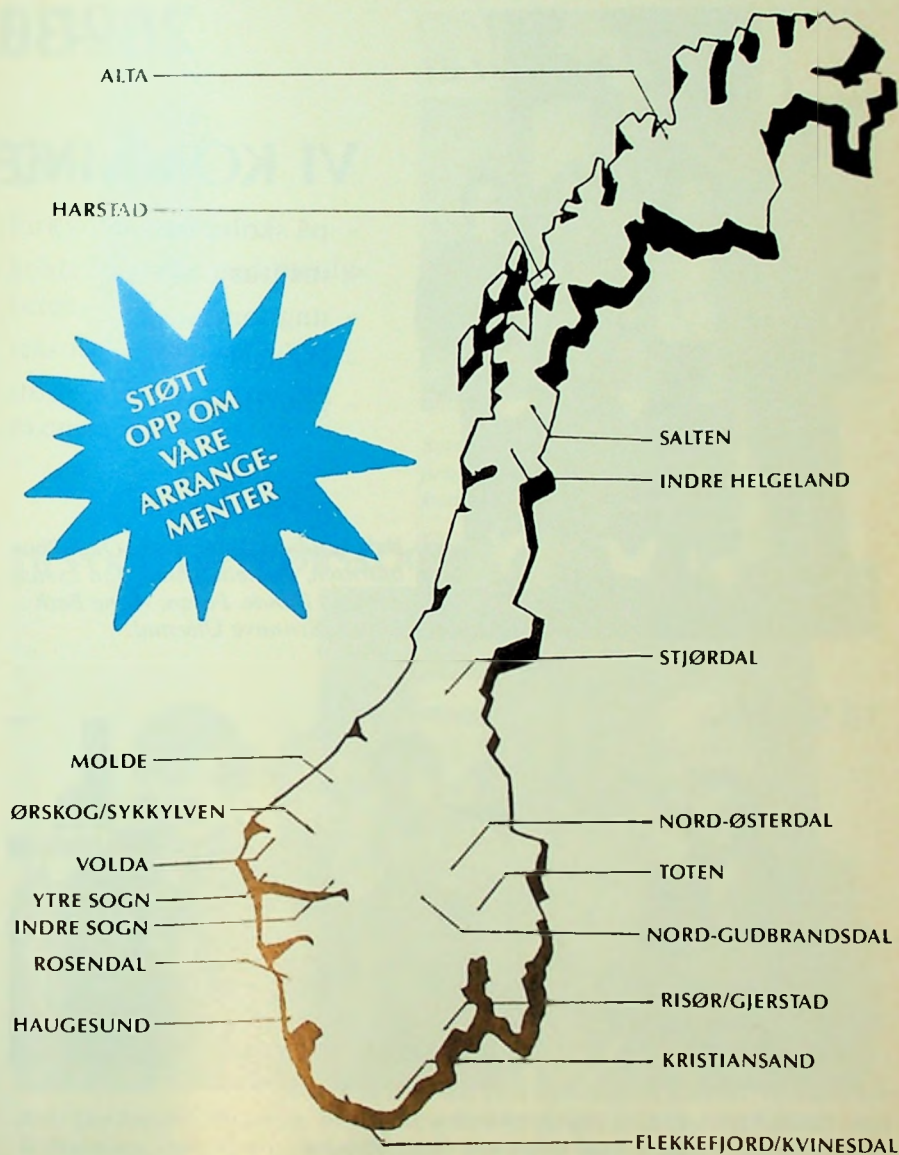 ALTA
HARSTAD
STØTT
OPP OM
VÅRE
ARRANGE-
MENTER
SALTEN
INDRE HELGELAND
STJØRDAL
MOLDE
ØRSKOG/SYKKYLVEN
VOLDA
YTRE SOGN
INDRE SOGN
ROSENDAL
HAUGESUND
NORD-ØSTERDAL
TOTEN
NORD-GUDBRANDSDAL
RISØR/GJERSTAD
KRISTIANSAND
FLEKKEFJORD/KVINESDAL